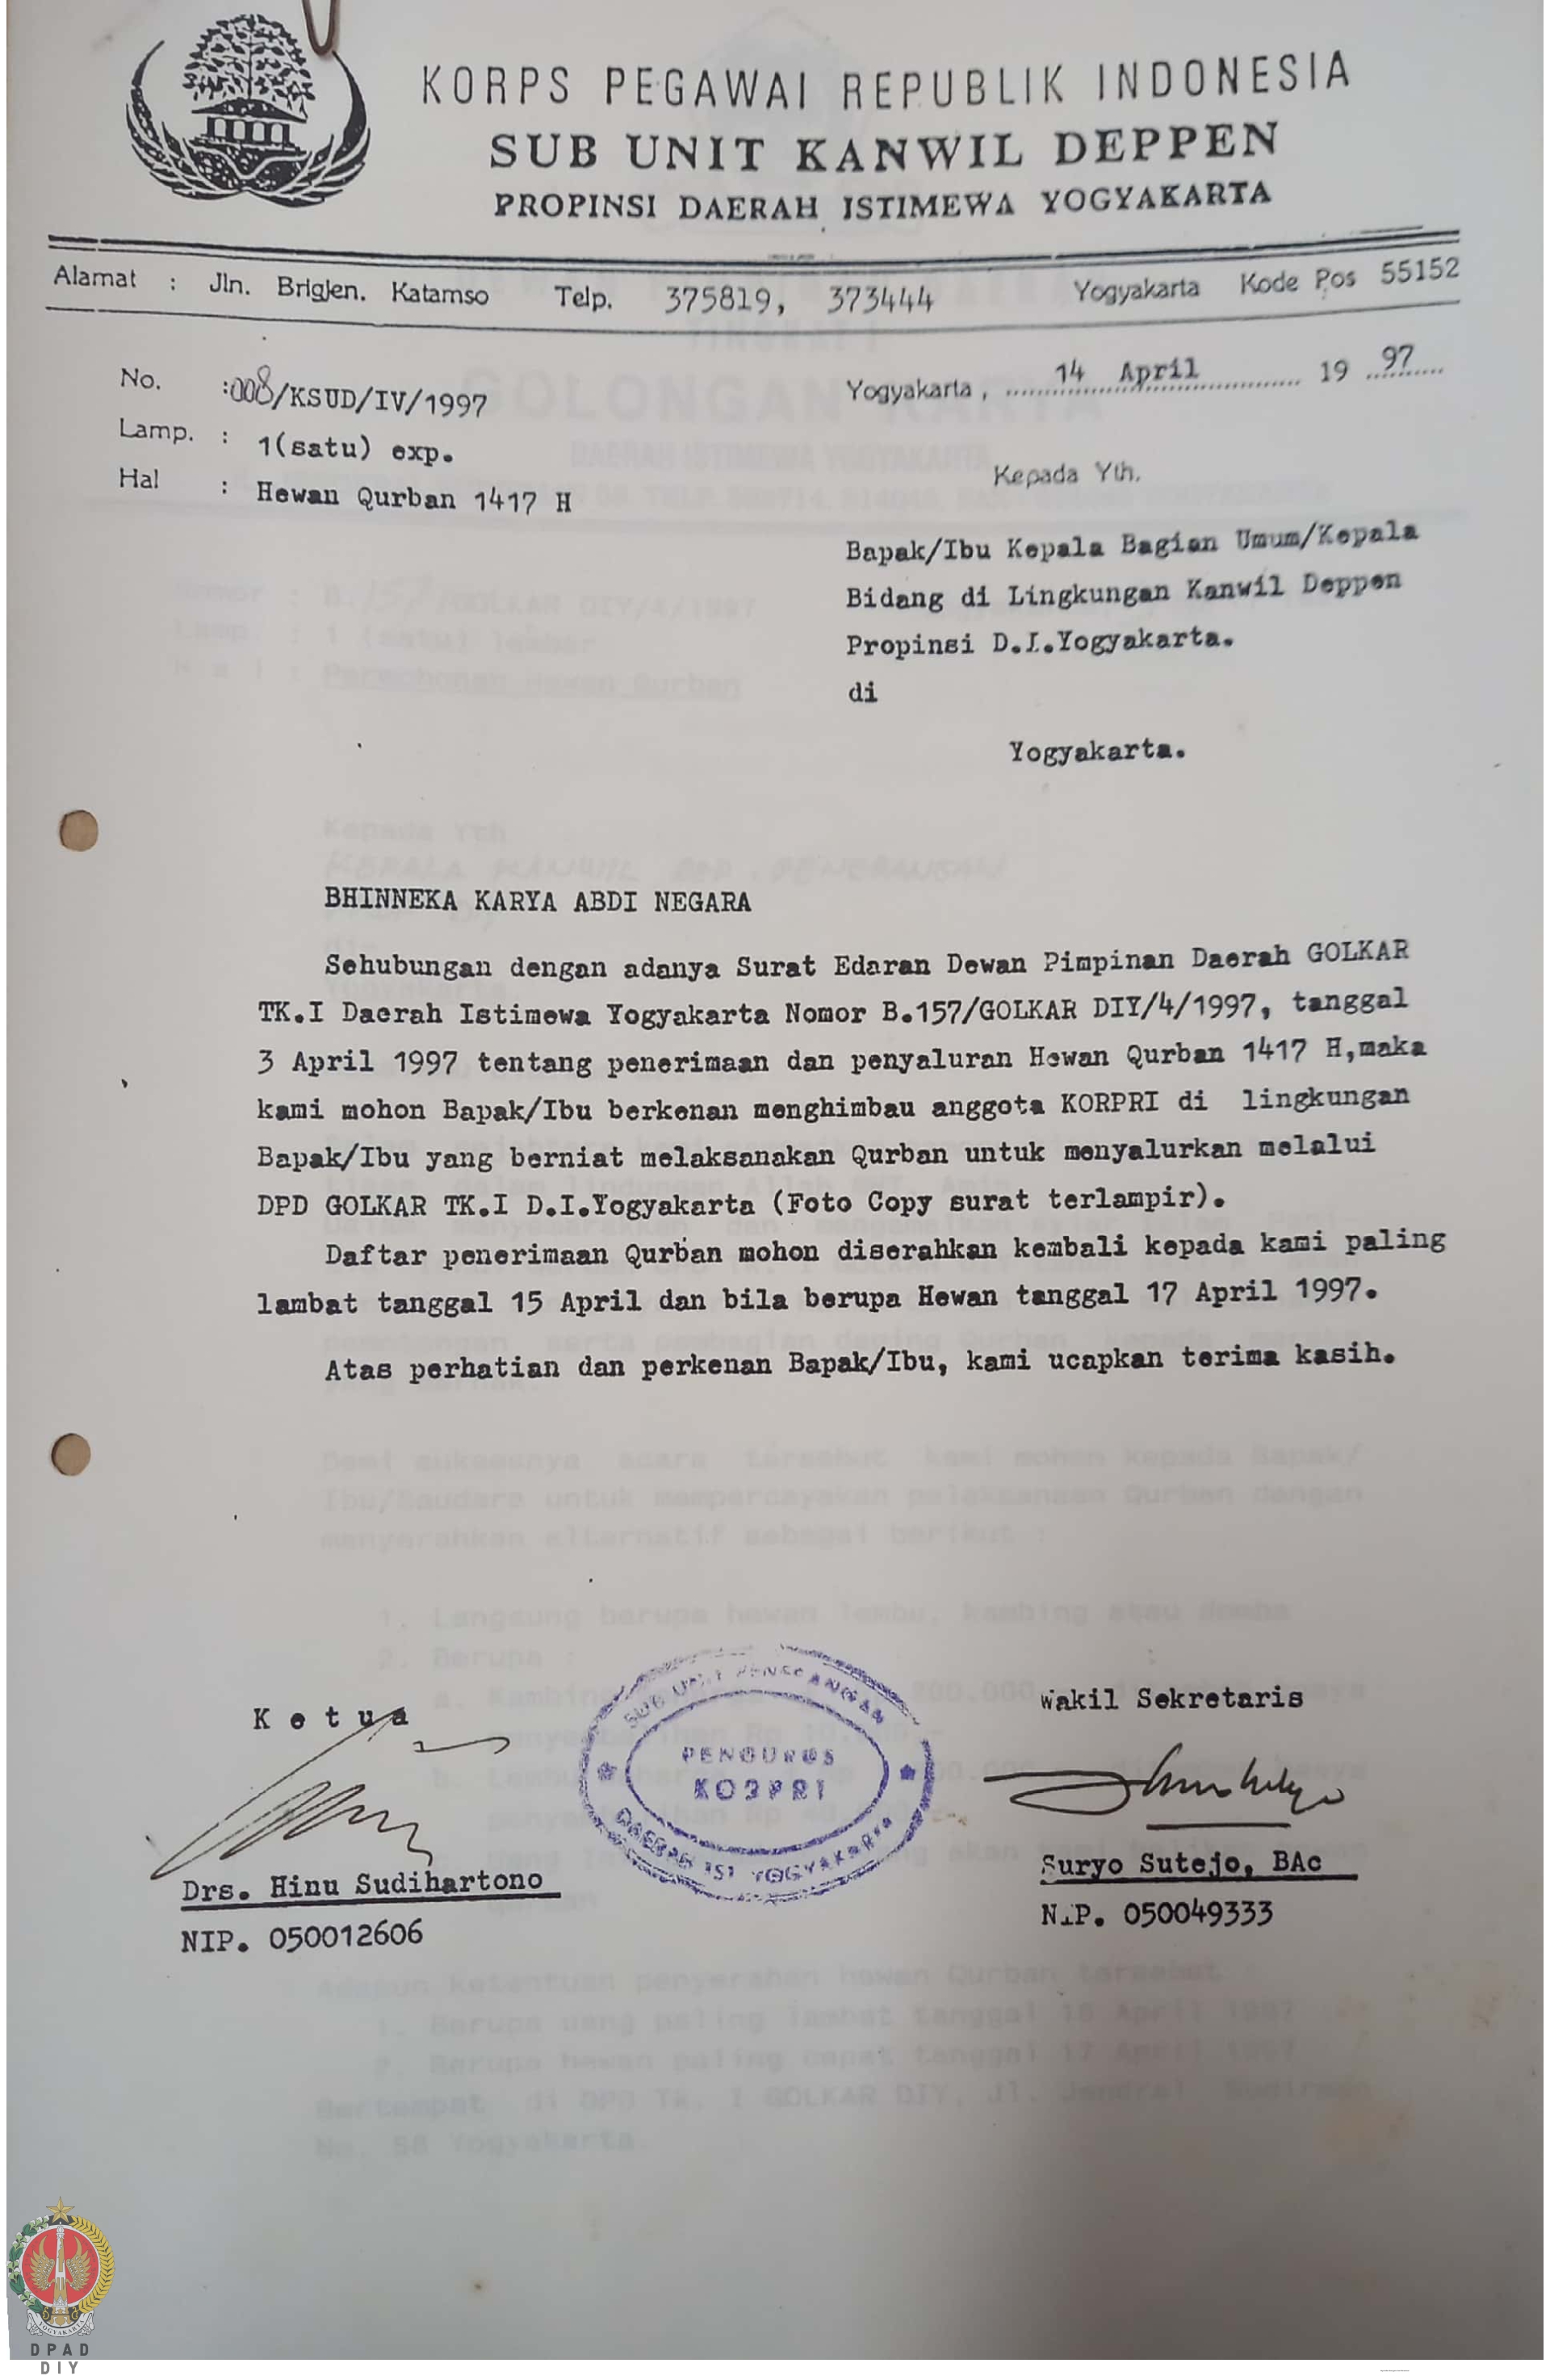 KORPS PEGAWAI REPUBLIK INDONESIA
SUB UNIT KANWIL DEPPEN
PROPINSI DAERAH ISTIMEWA YOGYAKARTA
Alamat : Jln. Brigjen. Katamso Telp. 375819, 373444 Yogyakarta Kode Pos 55152
No. :008/KSUD/IV/1997
Yogyakarta, 14 April 19 97
Lamp. : 1(satu) exp.
Hal : Hewan Qurban 1417 H
Kepada Yth.
Bapak/Ibu Kepala Bagian Umum/Kepala
Bidang di Lingkungan Kanwil Deppen
Propinsi D.I.Yogyakarta.
di
Yogyakarta.
BHINNEKA KARYA ABDI NEGARA
Sehubungan dengan adanya Surat Edaran Dewan Pimpinan Daerah GOLKAR
TK.I Daerah Istimewa Yogyakarta Nomor B.157/GOLKAR DIY/4/1997, tanggal
3 April 1997 tentang penerimaan dan penyaluran Hewan Qurban 1417 H,maka
kami mohon Bapak/Ibu berkenan menghimbau anggota KORPRI di lingkungan
Bapak/Ibu yang berniat melaksanakan Qurban untuk menyalurkan melalui
DPD GOLKAR TK.I D.I.Yogyakarta (Foto Copy surat terlampir).
Daftar penerimaan Qurban mohon diserahkan kembali kepada kami paling
lambat tanggal 15 April dan bila berupa Hewan tanggal 17 April 1997.
Atas perhatian dan perkenan Bapak/Ibu, kami ucapkan terima kasih.
Ketua
Wakil Sekretaris
SUB UNIT PENERANGAN
PENGURUS
KORPRI
DAERAH IST YOGYAKARTA
Drs. Hinu Sudihartono
NIP. 050012606
Suryo Sutejo, BAc
NIP. 050049333
YOGYAKARTA
DPAD
DIY